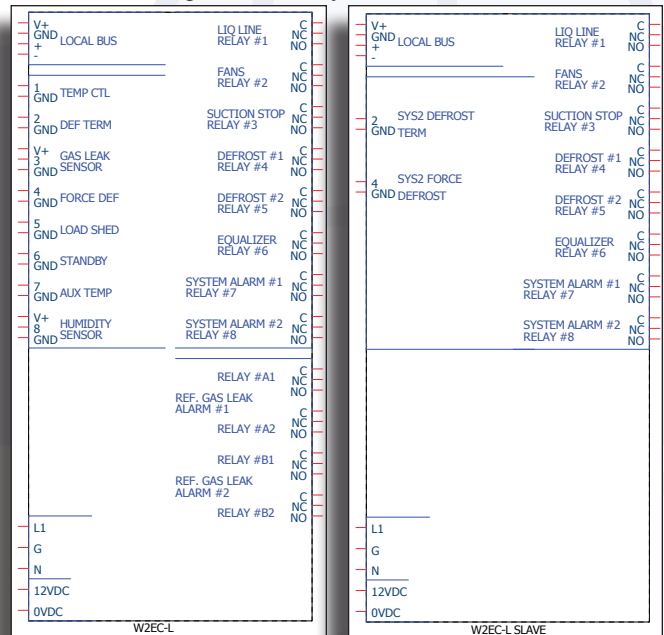 V+
GND LOCAL BUS
+
-
1
GND TEMP CTL
2
GND DEF TERM
V+
3 GAS LEAK
GND SENSOR
4
GND FORCE DEF
5
GND LOAD SHED
6
GND STANDBY
7
GND AUX TEMP
V+
8 HUMIDITY
GND SENSOR
LIQ LINE C
RELAY #1 NC
NO
FANS C
RELAY #2 NC
NO
SUCTION STOP C
RELAY #3 NC
NO
DEFROST #1 C
RELAY #4 NC
NO
DEFROST #2 C
RELAY #5 NC
NO
EQUALIZER C
RELAY #6 NC
NO
SYSTEM ALARM #1 C
RELAY #7 NC
NO
SYSTEM ALARM #2 C
RELAY #8 NC
NO
C
RELAY #A1 NC
NO
REF. GAS LEAK
ALARM #1
C
RELAY #A2 NC
NO
C
RELAY #B1 NC
NO
REF. GAS LEAK
ALARM #2
C
RELAY #B2 NC
NO
L1
G
N
12VDC
0VDC
W2EC-L
V+
GND LOCAL BUS
+
-
2 SYS2 DEFROST
GND TERM
4 SYS2 FORCE
GND DEFROST
LIQ LINE C
RELAY #1 NC
NO
FANS C
RELAY #2 NC
NO
SUCTION STOP C
RELAY #3 NC
NO
DEFROST #1 C
RELAY #4 NC
NO
DEFROST #2 C
RELAY #5 NC
NO
EQUALIZER C
RELAY #6 NC
NO
SYSTEM ALARM #1 C
RELAY #7 NC
NO
SYSTEM ALARM #2 C
RELAY #8 NC
NO
L1
G
N
12VDC
0VDC
W2EC-L SLAVE